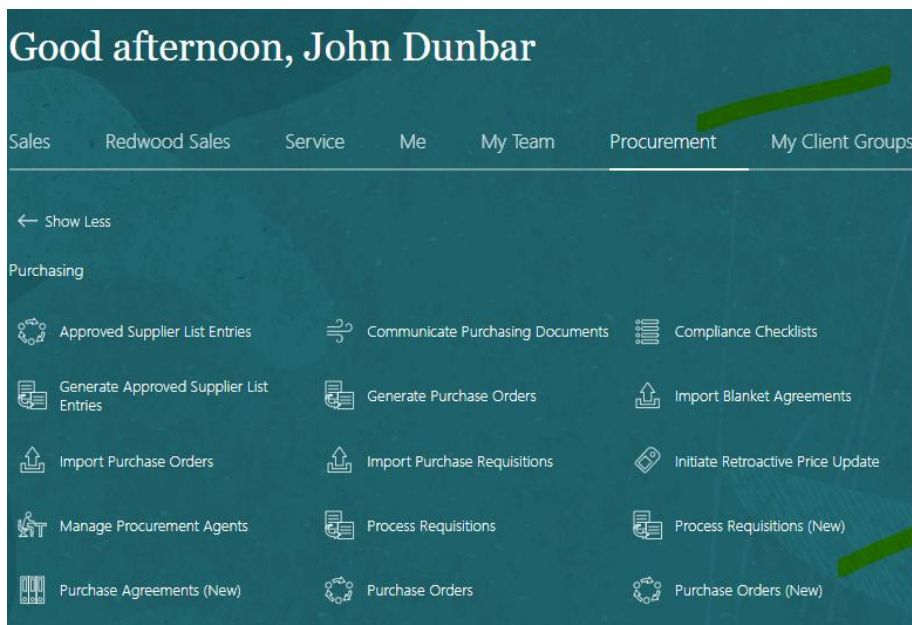 Good afternoon, John Dunbar
Sales Redwood Sales Service Me My Team Procurement My Client Groups
← Show Less
Purchasing
Approved Supplier List Entries Communicate Purchasing Documents Compliance Checklists
Generate Approved Supplier List
Entries Generate Purchase Orders Import Blanket Agreements
Import Purchase Orders Import Purchase Requisitions Initiate Retroactive Price Update
Manage Procurement Agents Process Requisitions Process Requisitions (New)
Purchase Agreements (New) Purchase Orders Purchase Orders (New)